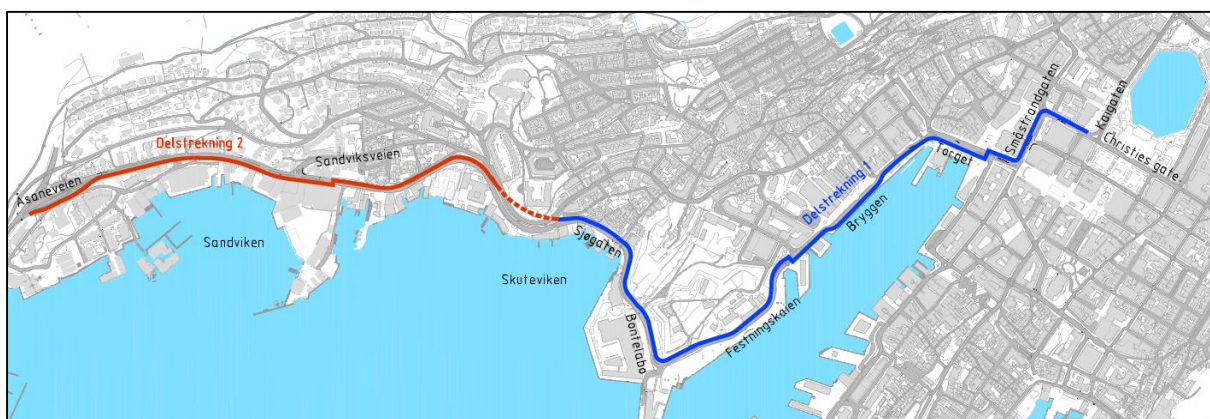 Åsaneveien
Delstrekning 2
Sandviksveien
Sandviken
Skuteviken
Sjøgaten
Bontelabo
Festningskaien
Delstrekning 1
Bryggen
Torget
Småstrandgaten
Kaigaten
Christies gate